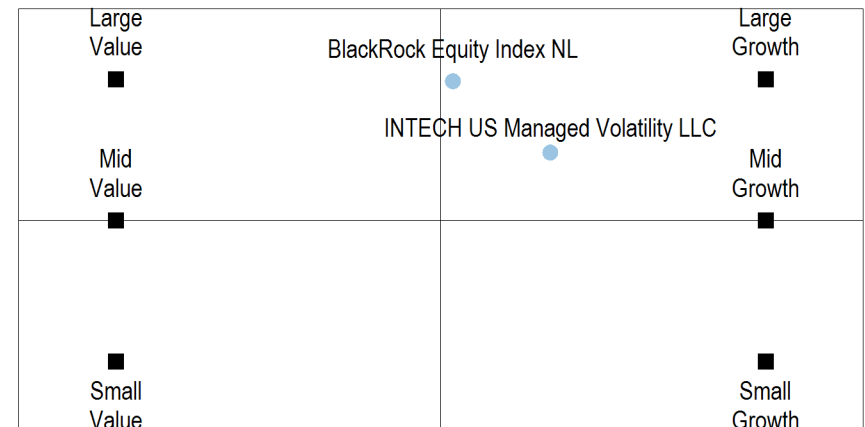 Large
Value
Large
Growth
BlackRock Equity Index NL
INTECH US Managed Volatility LLC
Mid
Value
Mid
Growth
Small
Value
Small
Growth